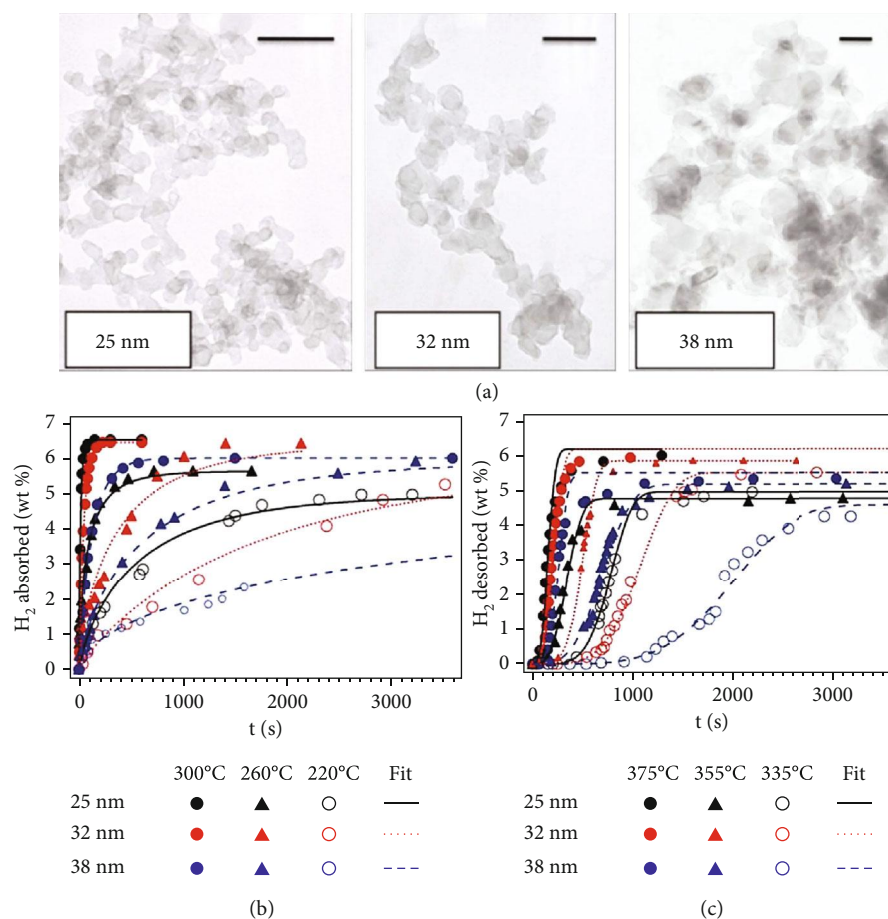 25 nm
32 nm
38 nm
(a)
H₂ absorbed (wt %)
7
6
5
4
3
2
1
0
0
1000
2000
3000
t (s)
H₂ desorbed (wt %)
7
6
5
4
3
2
1
0
0
1000
2000
3000
t (s)
300°C 260°C 220°C Fit
25 nm
32 nm
38 nm
(b)
375°C 355°C 335°C Fit
25 nm
32 nm
38 nm
(c)